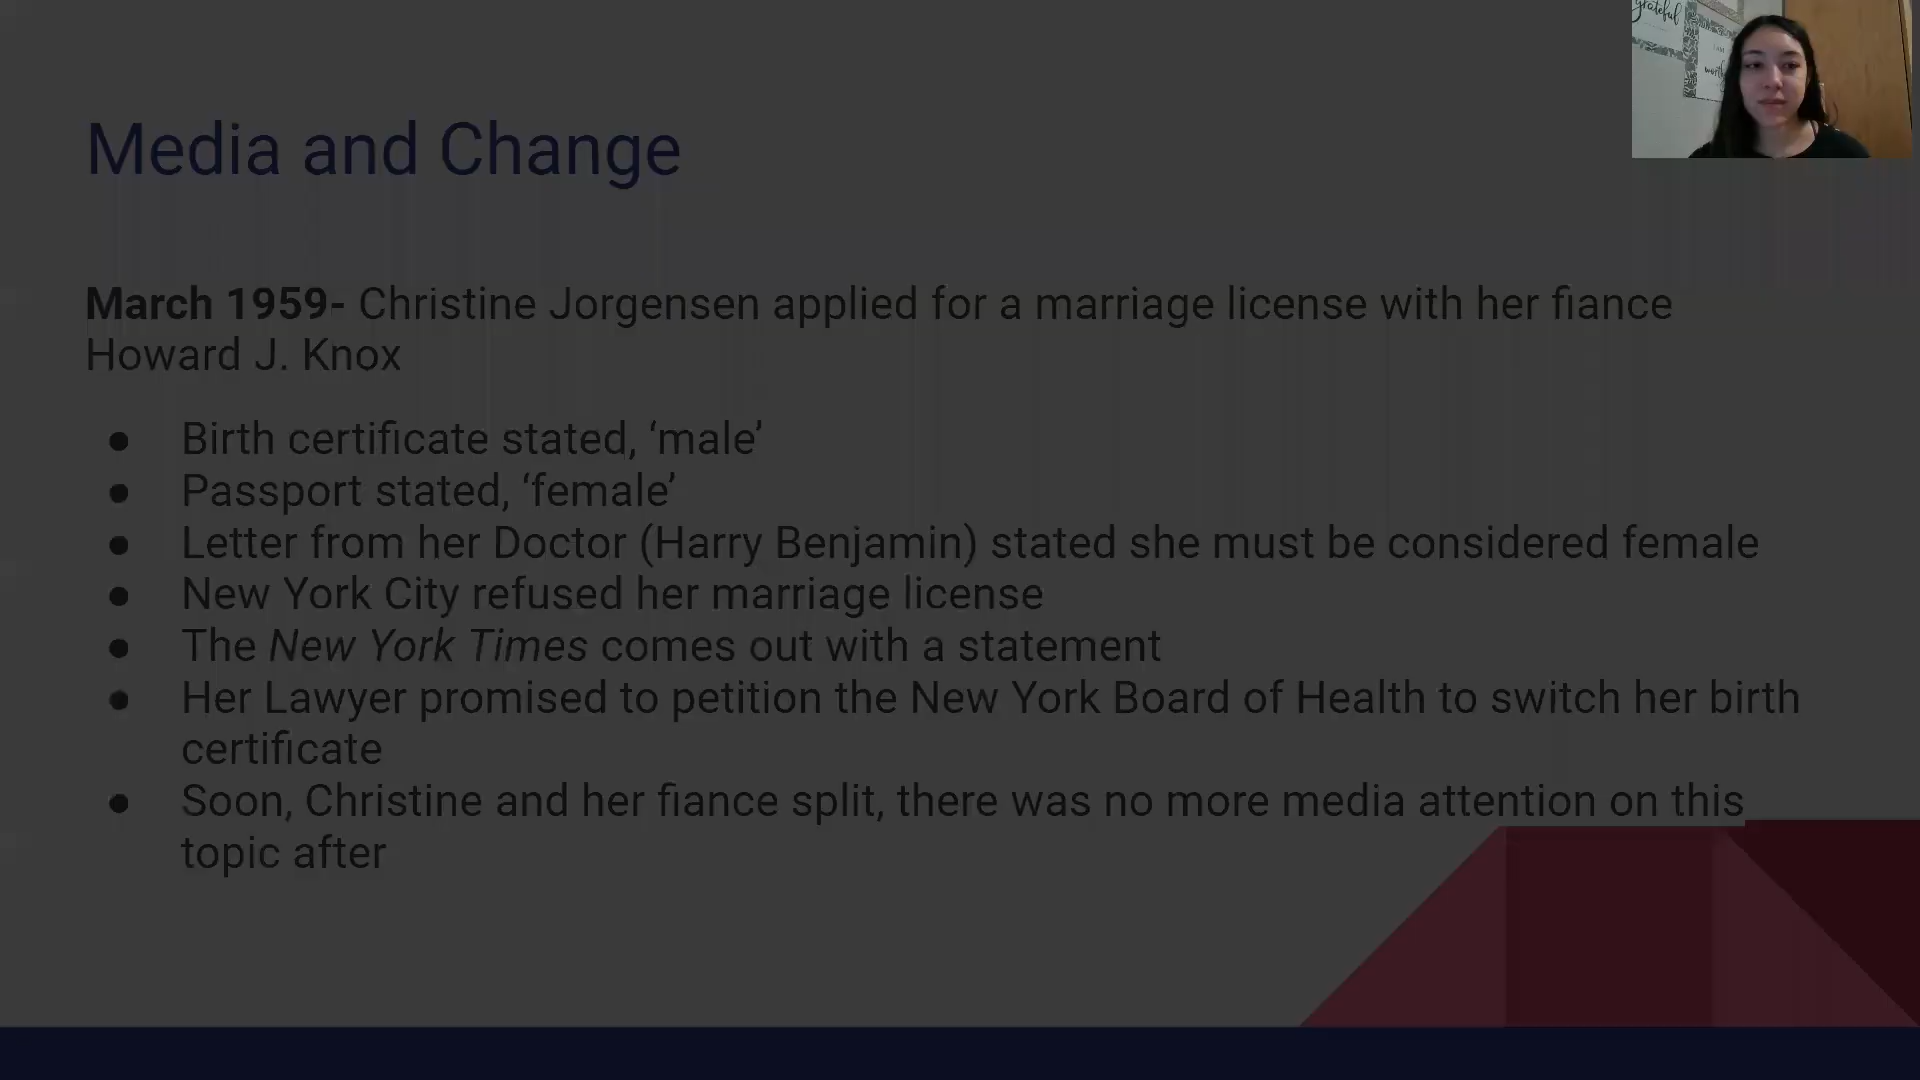 grateful
I AM
Media and Change
March 1959- Christine Jorgensen applied for a marriage license with her fiance
Howard J. Knox
● Birth certificate stated, ‘male’
● Passport stated, ‘female’
● Letter from her Doctor (Harry Benjamin) stated she must be considered female
● New York City refused her marriage license
● The New York Times comes out with a statement
● Her Lawyer promised to petition the New York Board of Health to switch her birth
certificate
● Soon, Christine and her fiance split, there was no more media attention on this
topic after